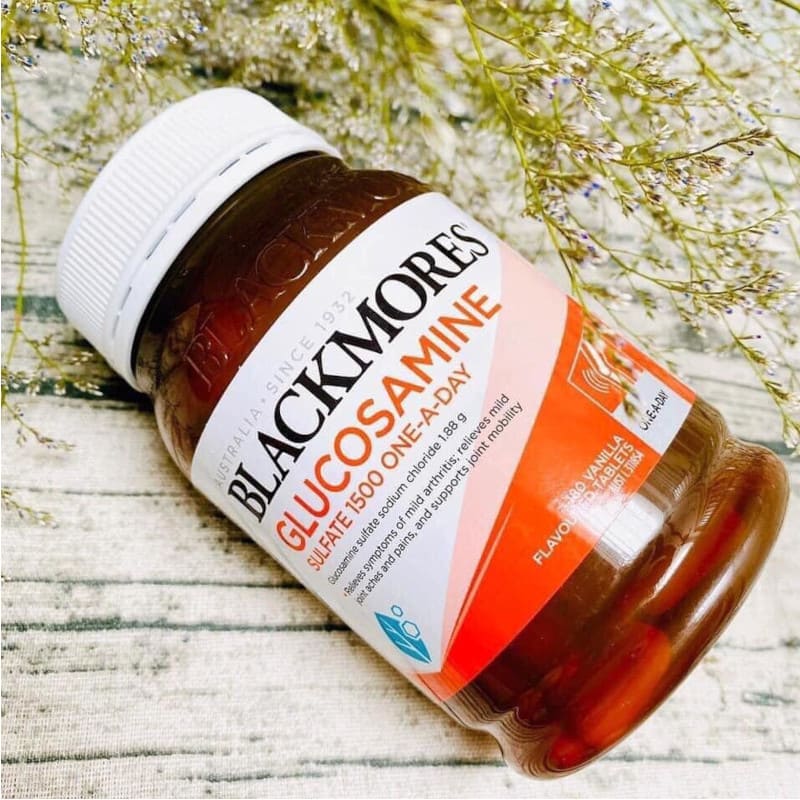 BLACKMORES
AUSTRALIA • SINCE 1932
BLACKMORES
GLUCOSAMINE
SULFATE 1500 ONE-A-DAY
Glucosamine sulfate sodium chloride 1.88 g
Relieves symptoms of mild arthritis, relieves mild
joint aches and pains, and supports joint mobility
ONE-A-DAY
VANILLA
TABLETS